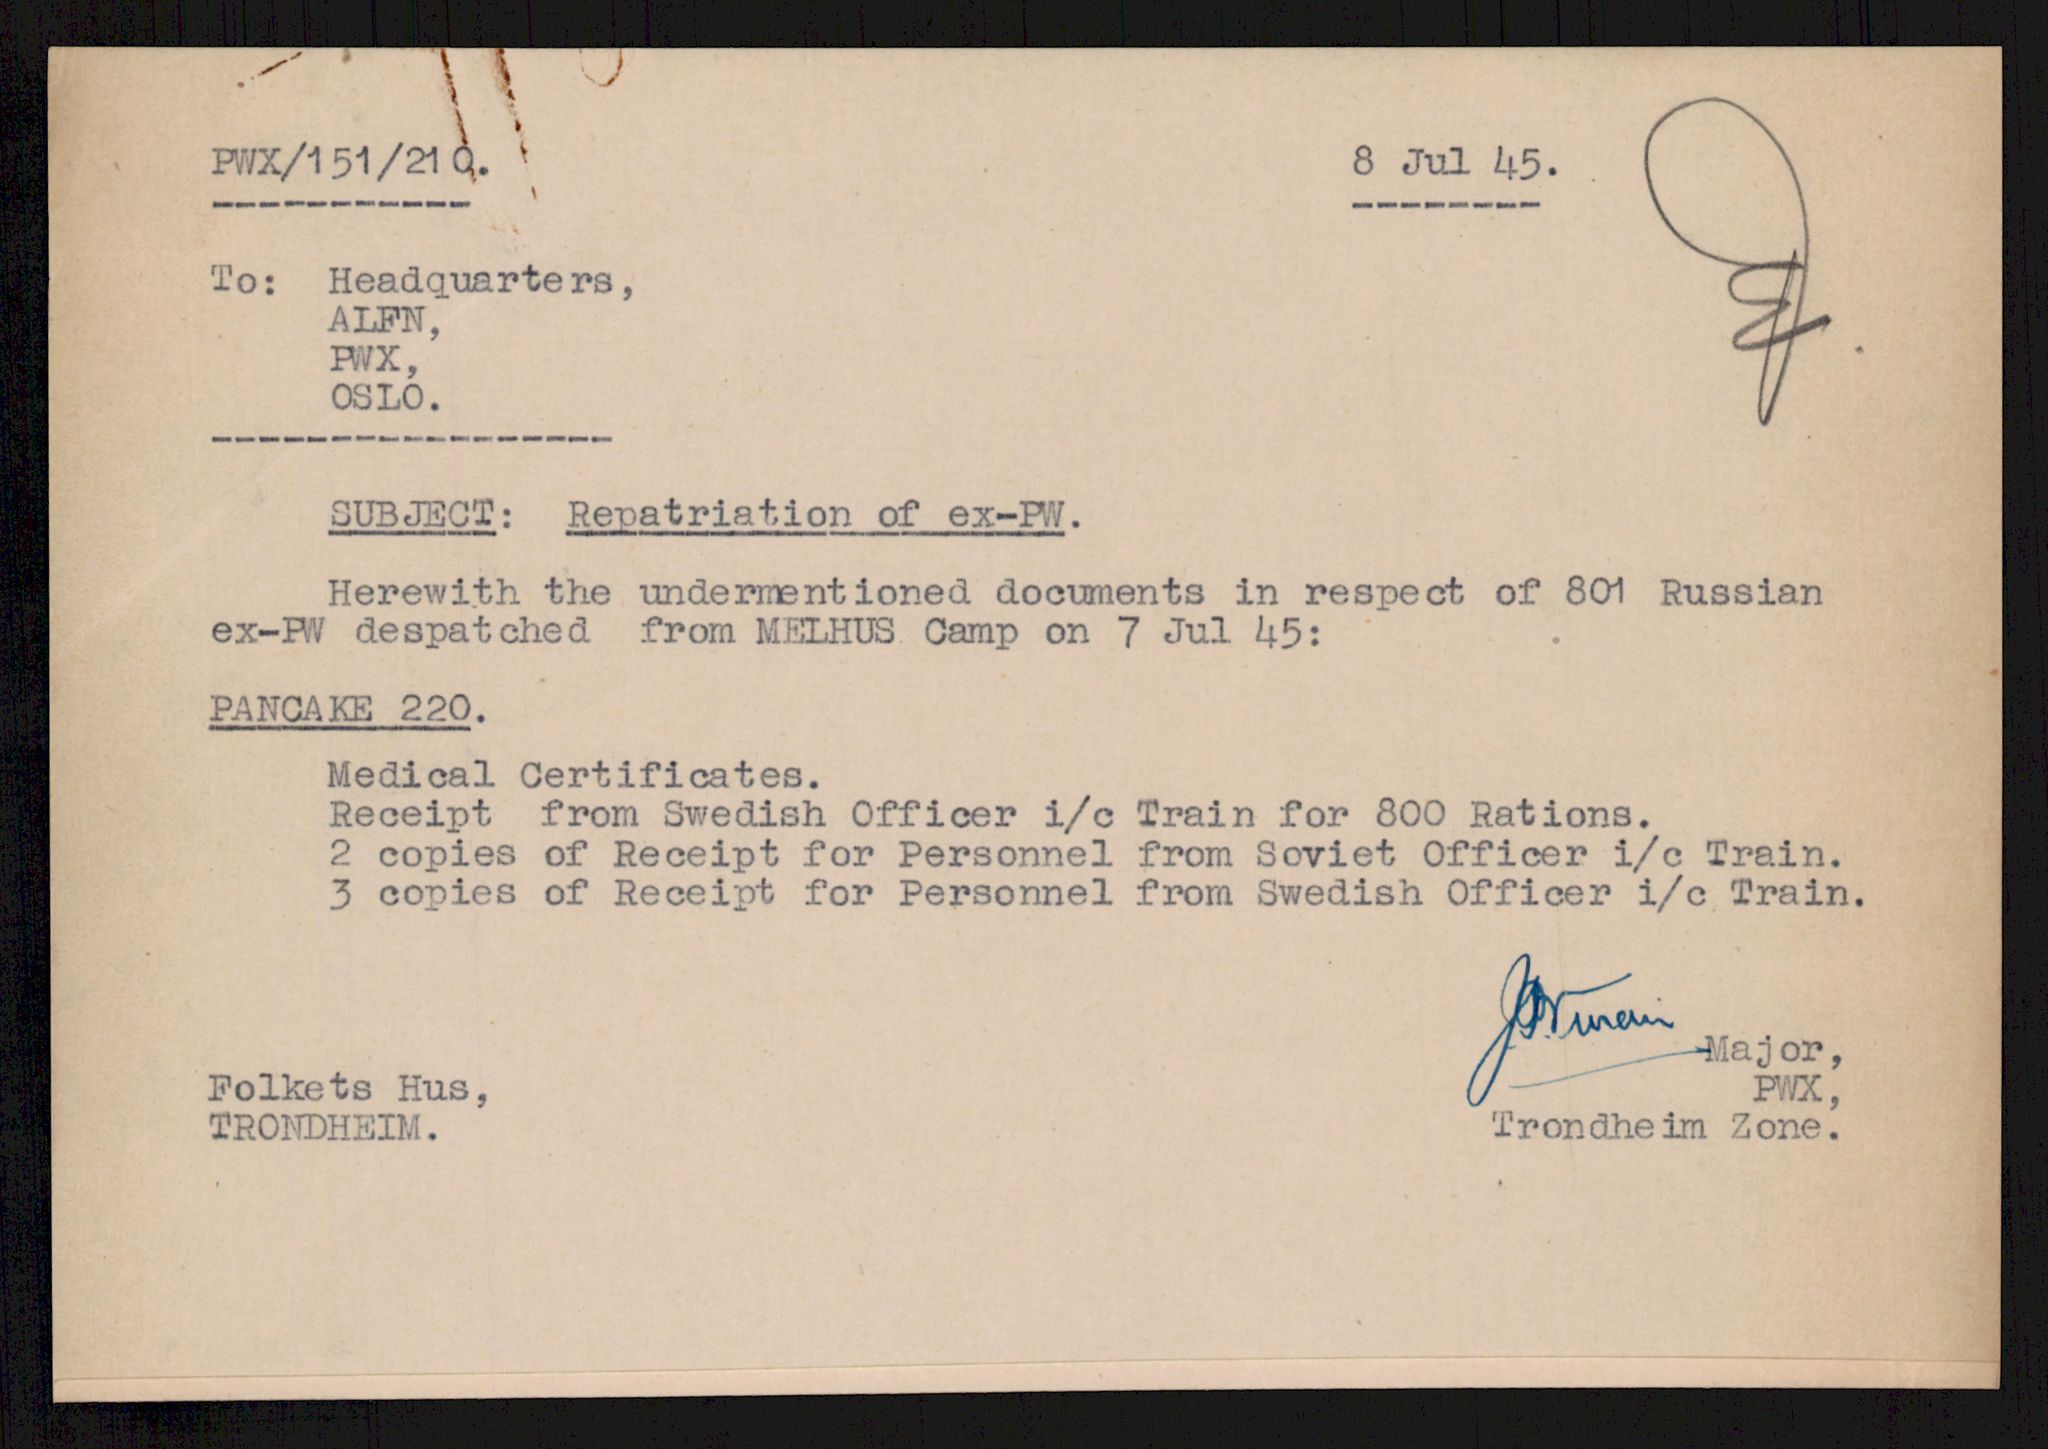 PWX/151/210.
8 Jul 45.
To: Headquarters,
ALFN,
PWX,
OSLO.
SUBJECT: Repatriation of ex-PW.
Herewith the undermentioned documents in respect of 801 Russian
ex-PW despatched from MELHUS Camp on 7 Jul 45:
PANCAKE 220.
Medical Certificates.
Receipt from Swedish Officer i/c Train for 800 Rations.
2 copies of Receipt for Personnel from Soviet Officer i/c Train.
3 copies of Receipt for Personnel from Swedish Officer i/c Train.
Major,
PWX,
Trondheim Zone.
Folkets Hus,
TRONDHEIM.